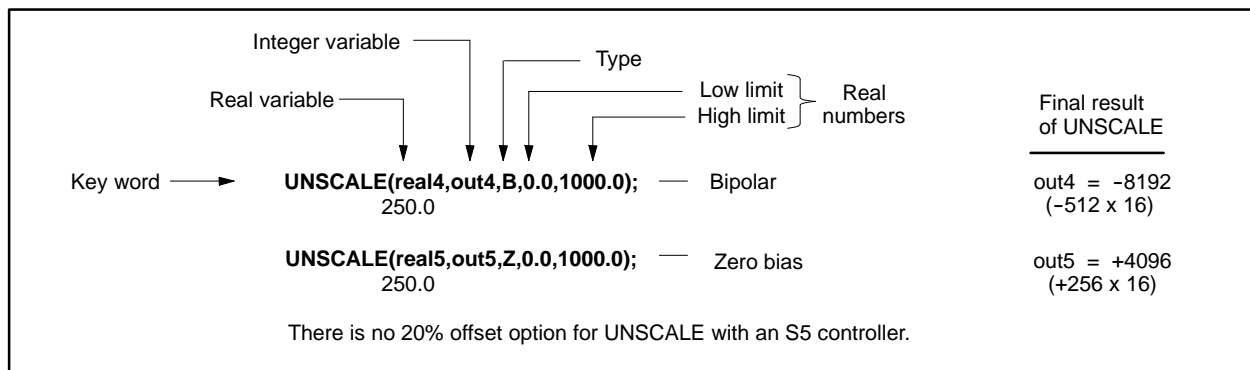 Integer variable
Type
Real variable
Low limit
High limit
Real
numbers
Final result
of UNSCALE
Key word
UNSCALE(real4,out4,B,0.0,1000.0);
Bipolar
out4 = -8192
250.0
(-512 x 16)
UNSCALE(real5,out5,Z,0.0,1000.0);
Zero bias
out5 = +4096
250.0
(+256 x 16)
There is no 20% offset option for UNSCALE with an S5 controller.